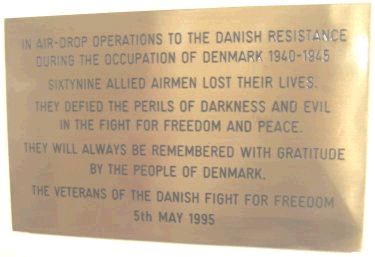 IN AIR-DROP OPERATIONS TO THE DANISH RESISTANCE
DURING THE OCCUPATION OF DENMARK 1940-1945
SIXTYNINE ALLIED AIRMEN LOST THEIR LIVES.
THEY DEFIED THE PERILS OF DARKNESS AND EVIL
IN THE FIGHT FOR FREEDOM AND PEACE.
THEY WILL ALWAYS BE REMEMBERED WITH GRATITUDE
BY THE PEOPLE OF DENMARK.
THE VETERANS OF THE DANISH FIGHT FOR FREEDOM
5th MAY 1995